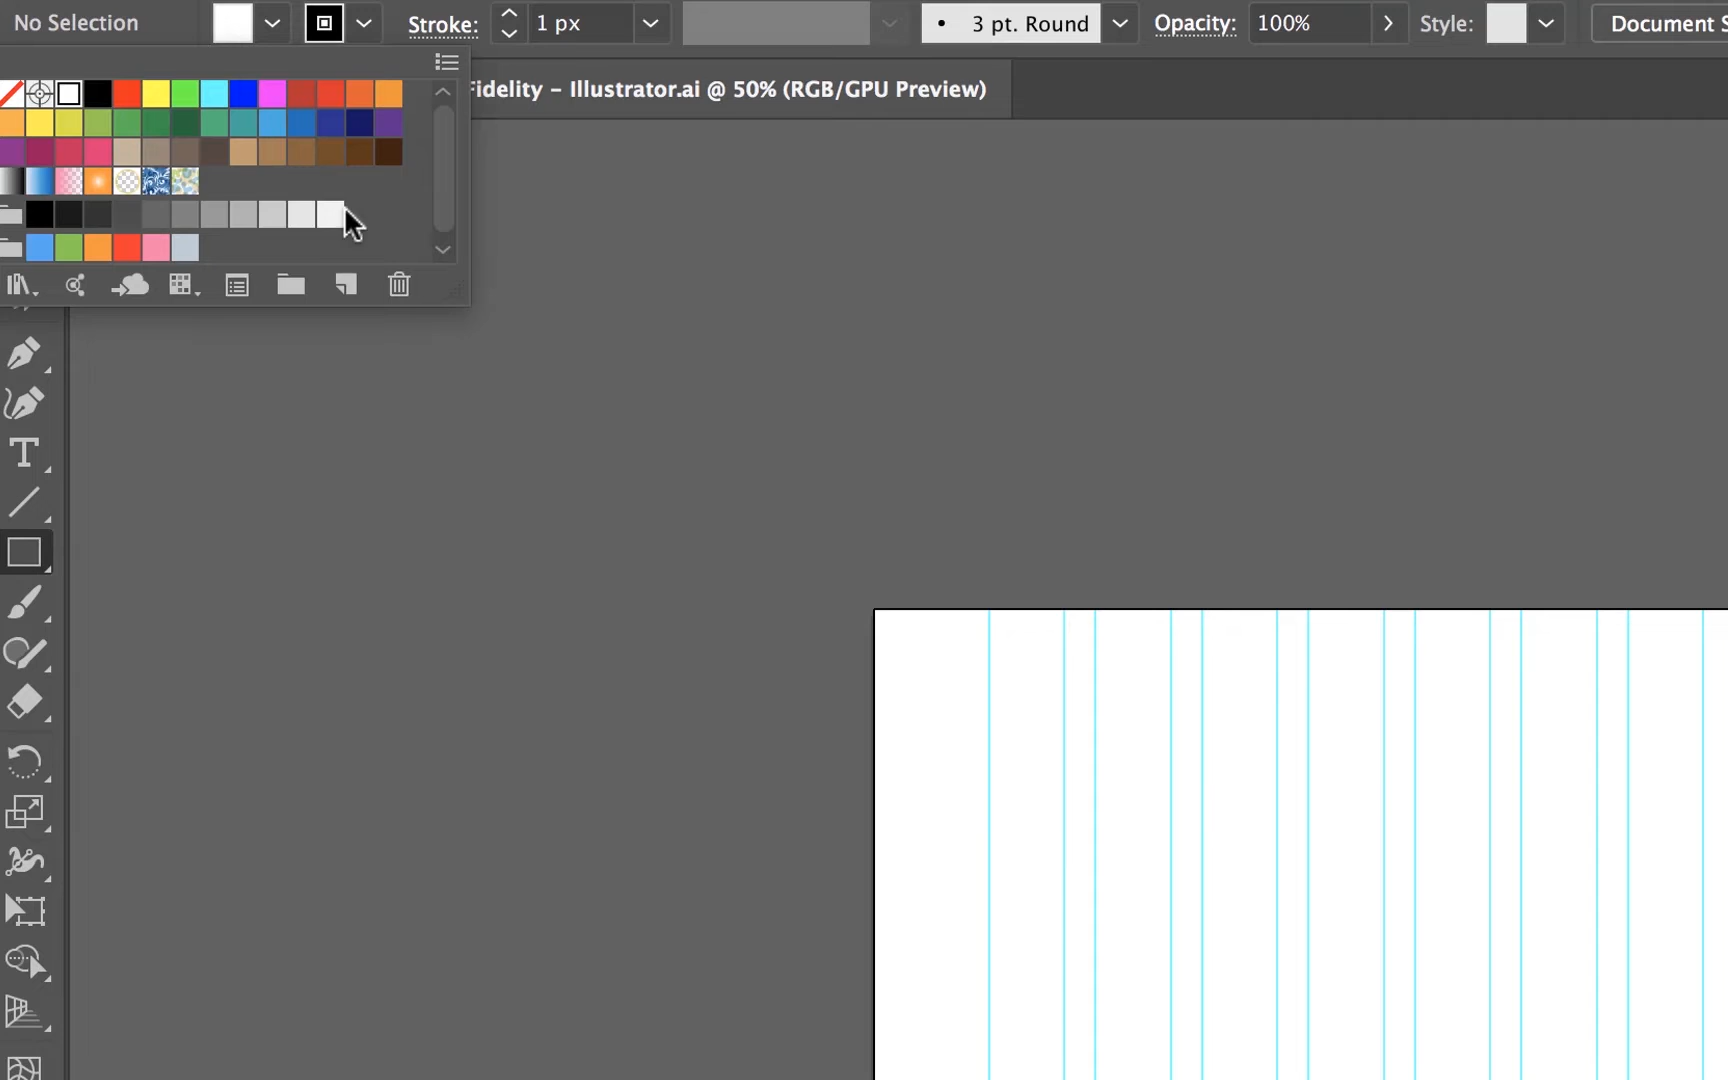 No Selection
Stroke:
1 px
3 pt. Round
Opacity:
100%
Style:
Document S
Fidelity – Illustrator.ai @ 50% (RGB/GPU Preview)